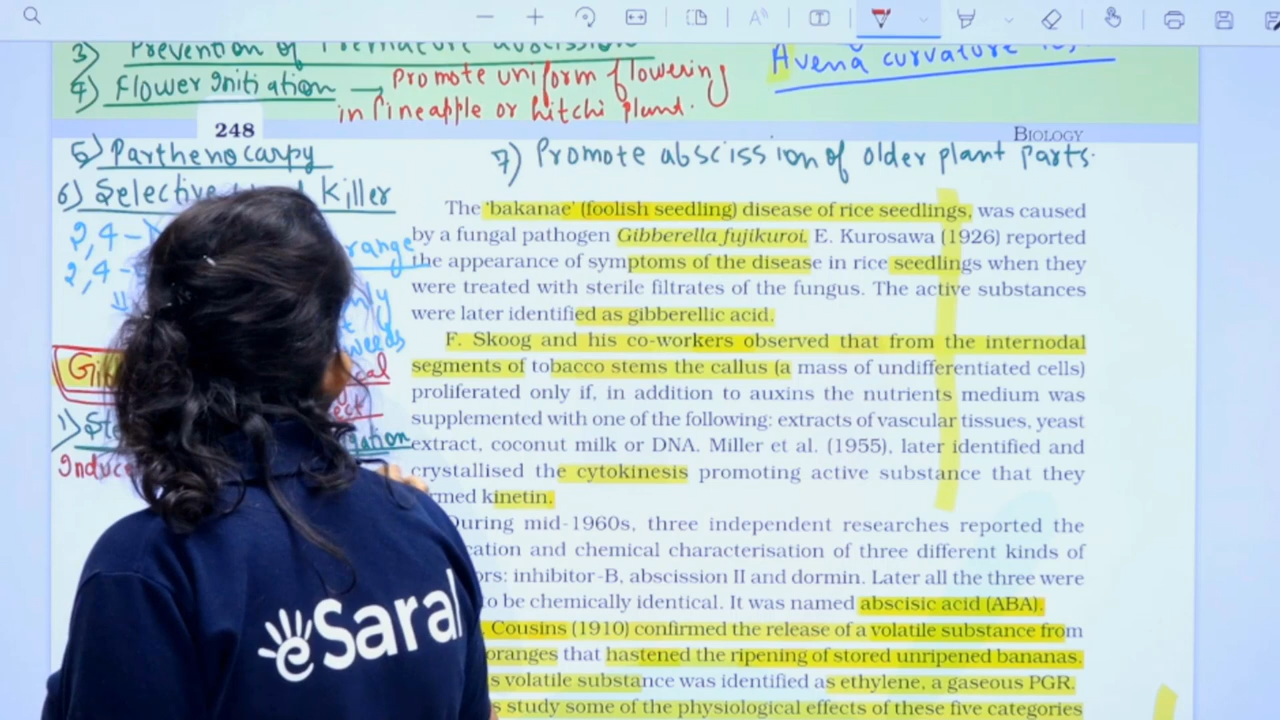 3) Prevention of Premature abscission
4) Flower Initiation → Promote uniform flowering
in Pineapple or litchi plant.
Avena curvature
248
BIOLOGY
5) Parthenocarpy
7) Promote abscission of older plant parts.
6) Selective Killer
2,4-
2,4-
The 'bakanae' (foolish seedling) disease of rice seedlings, was caused
by a fungal pathogen Gibberella fujikuroi. E. Kurosawa (1926) reported
the appearance of symptoms of the disease in rice seedlings when they
were treated with sterile filtrates of the fungus. The active substances
were later identified as gibberellic acid.
F. Skoog and his co-workers observed that from the internodal
segments of tobacco stems the callus (a mass of undifferentiated cells)
proliferated only if, in addition to auxins the nutrients medium was
supplemented with one of the following: extracts of vascular tissues, yeast
extract, coconut milk or DNA. Miller et al. (1955), later identified and
crystallised the cytokinesis promoting active substance that they
kinetin.
During mid-1960s, three independent researches reported the
and chemical characterisation of three different kinds of
inhibitor-B, abscission II and dormin. Later all the three were
to be chemically identical. It was named abscisic acid (ABA).
Cousins (1910) confirmed the release of a volatile substance from
oranges that hastened the ripening of stored unripened bananas.
volatile substance was identified as ethylene, a gaseous PGR.
study some of the physiological effects of these five categories
weeds
1)
eSaral